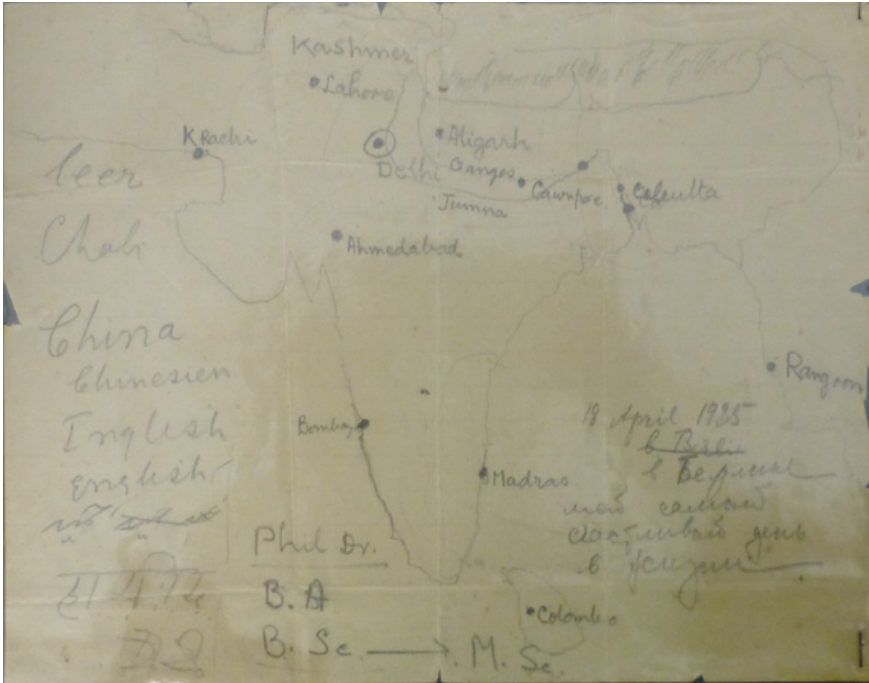 Kashmer
Lahore
Krachi
Delhi
Aligarh
Ganges
Cawnpore
Jumna
Calcutta
Ahmedabad
leer
Chali
China
Chinesien
Inglish
english
Bombay
Madras
Rangoon
18 April 1925
в Берлине
мой самый
счастливый день
в жизни
Phil Dr.
B.A
B. Sc. → M. Sc.
Colombo